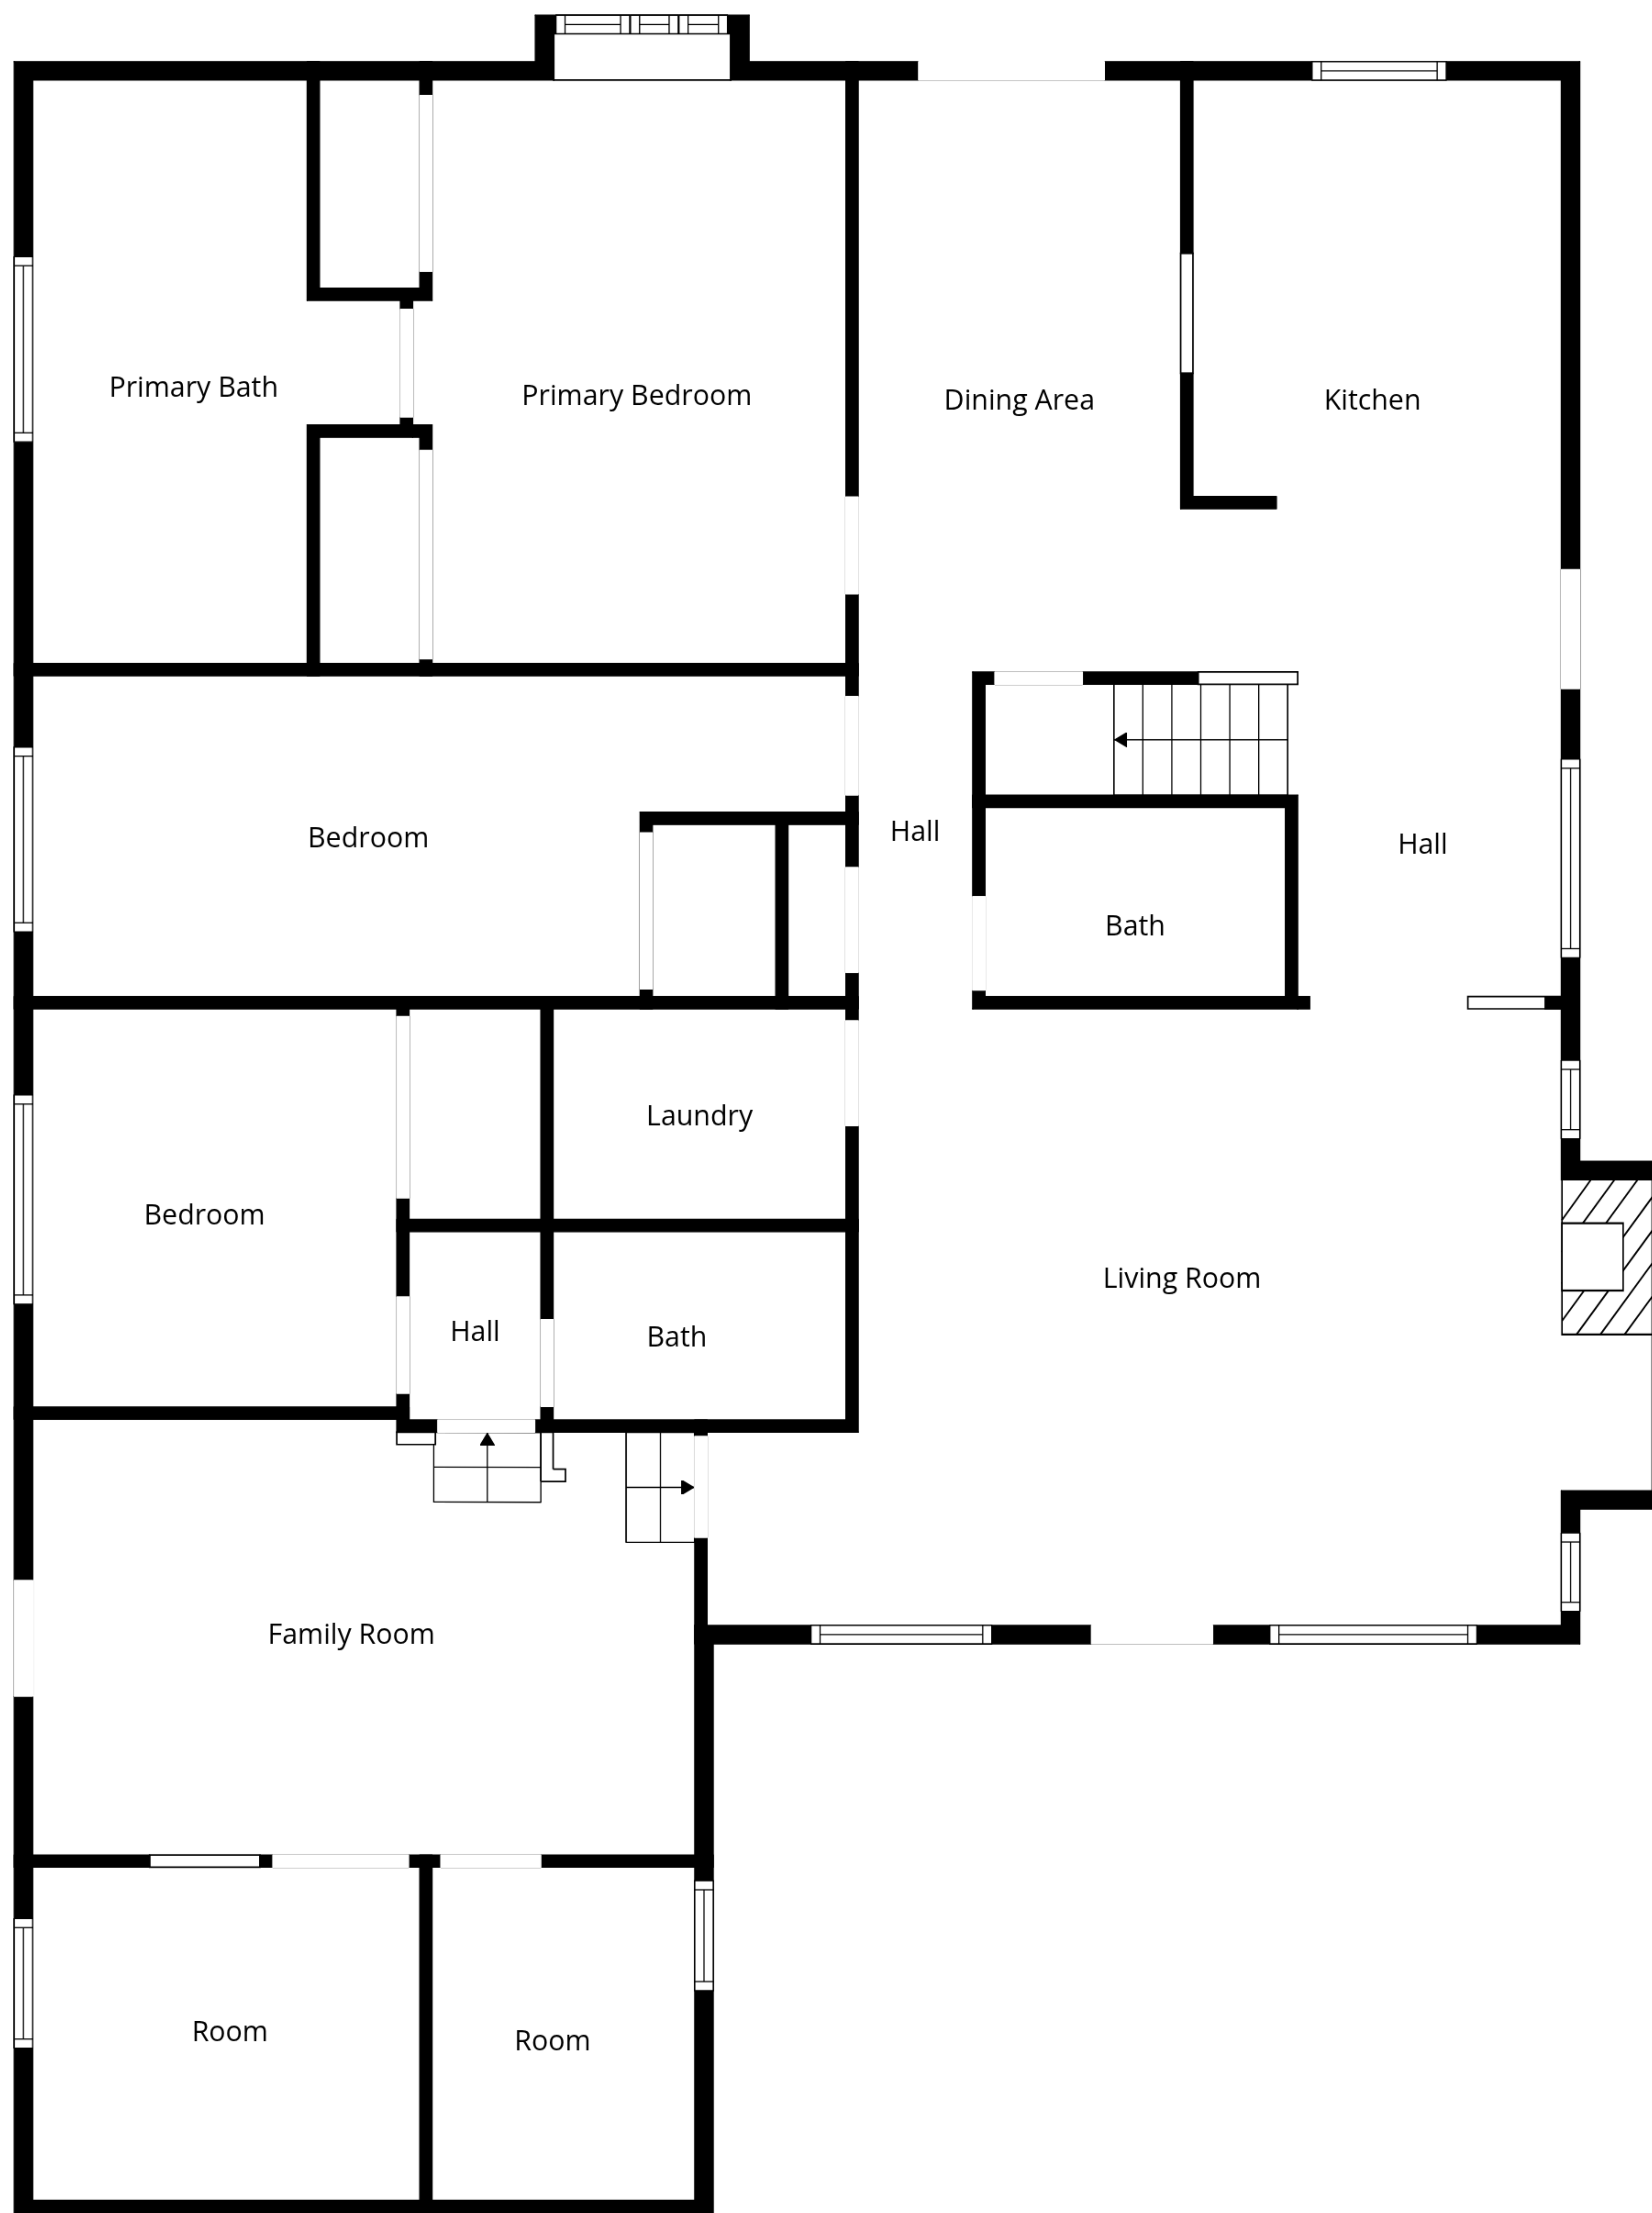 Primary Bath
Primary Bedroom
Dining Area
Kitchen
Bedroom
Hall
Hall
Bath
Laundry
Bedroom
Living Room
Hall
Bath
Family Room
Room
Room